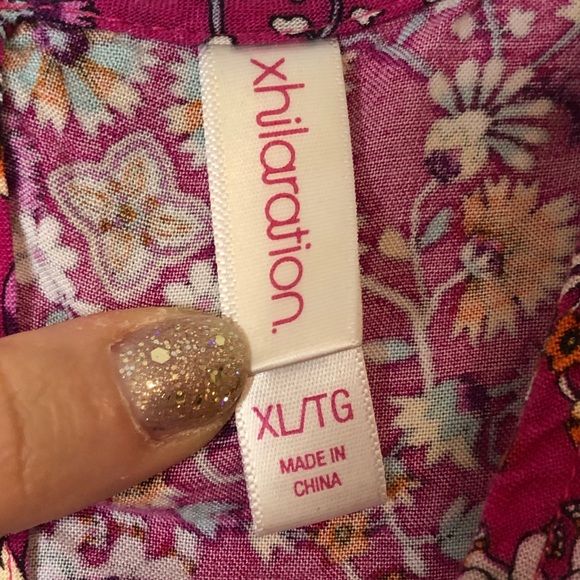 xhilaration.
XL/TG
MADE IN
CHINA